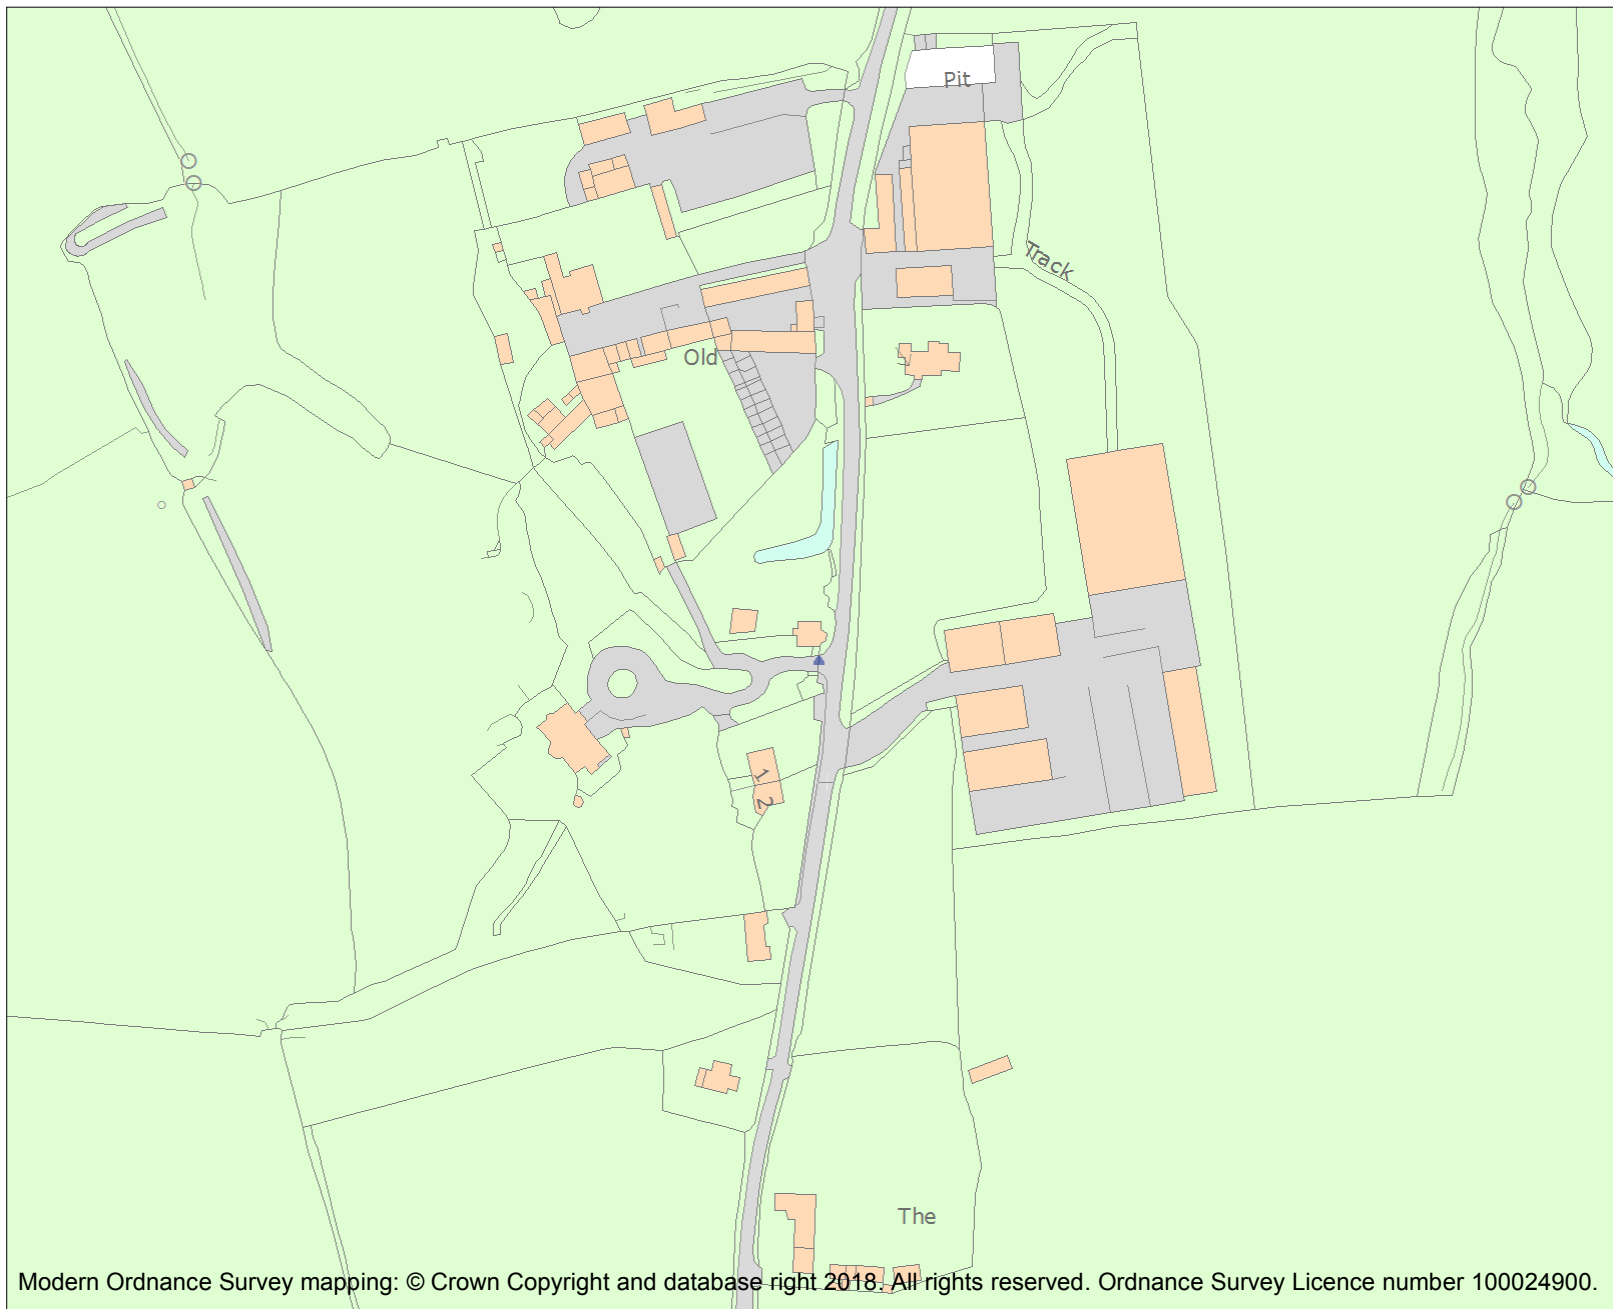 Pit
Track
Old
1
2
The
Modern Ordnance Survey mapping: © Crown Copyright and database right 2018. All rights reserved. Ordnance Survey Licence number 100024900.